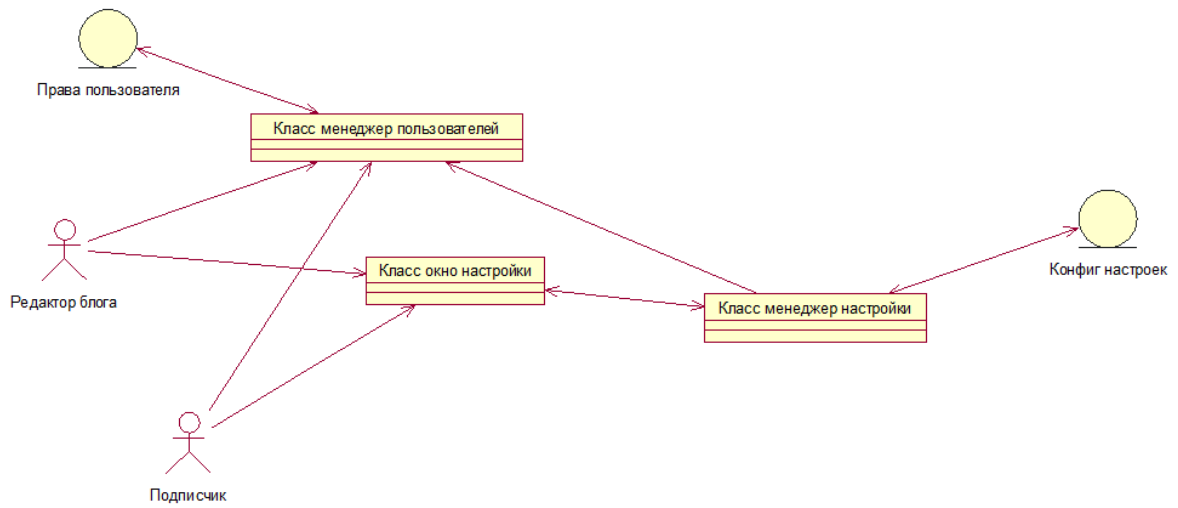 Права пользователя
Класс менеджер пользователей
Редактор блога
Класс окно настройки
Конфиг настроек
Класс менеджер настройки
Подписчик